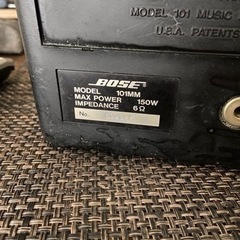 MODEL 101 MUSIC
U.S.A. PATENTS
BOSE
MODEL 101MM
MAX POWER 150W
IMPEDANCE 6Ω
No.